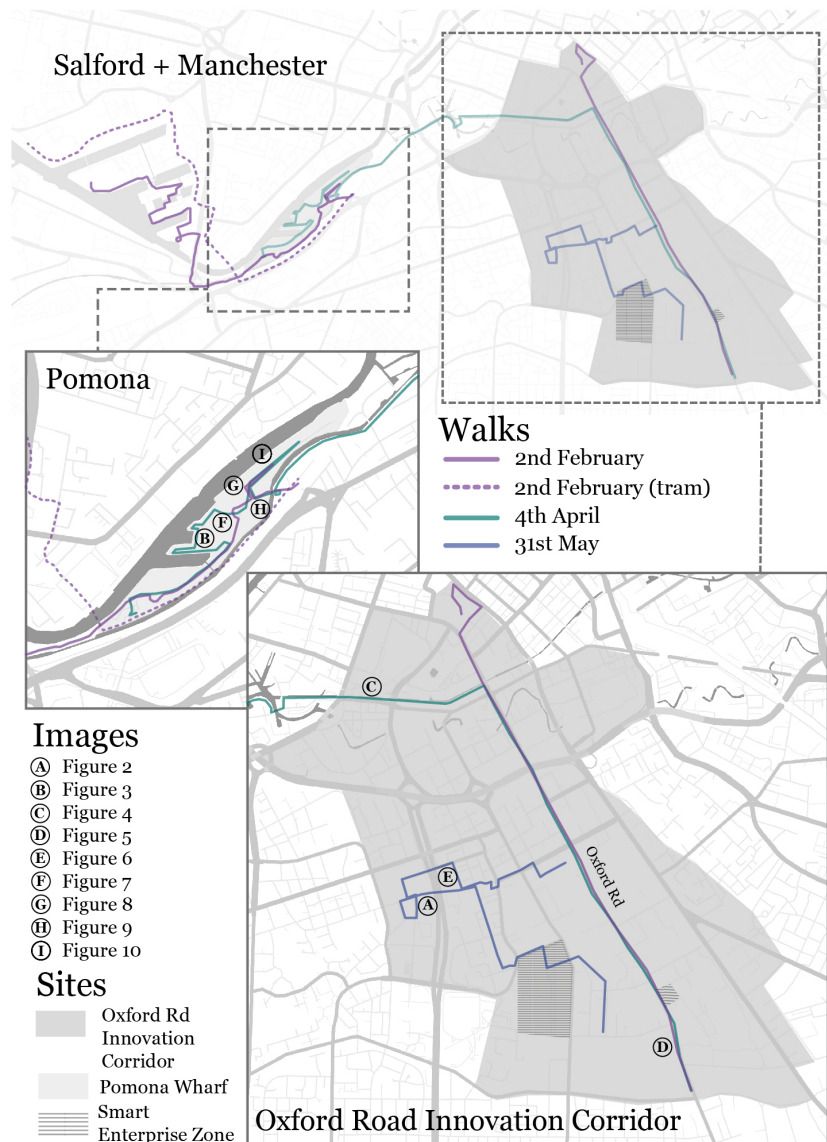 Salford + Manchester
Pomona
I
G
H
F
B
Walks
2nd February
2nd February (tram)
4th April
31st May
Images
A Figure 2
B Figure 3
C Figure 4
D Figure 5
E Figure 6
F Figure 7
G Figure 8
H Figure 9
I Figure 10
Sites
Oxford Rd
Innovation
Corridor
Pomona Wharf
Smart
Enterprise Zone
C
Oxford Rd
E
A
D
Oxford Road Innovation Corridor